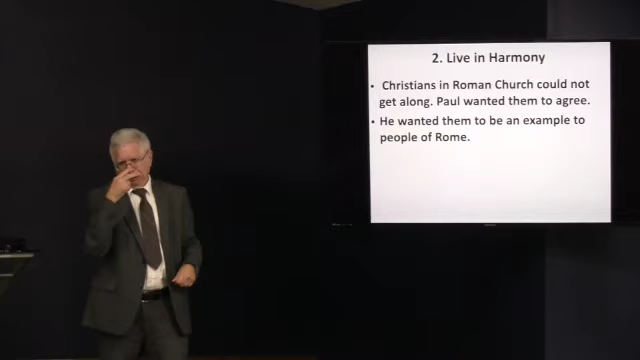 2. Live in Harmony
• Christians in Roman Church could not
get along. Paul wanted them to agree.
• He wanted them to be an example to
people of Rome.